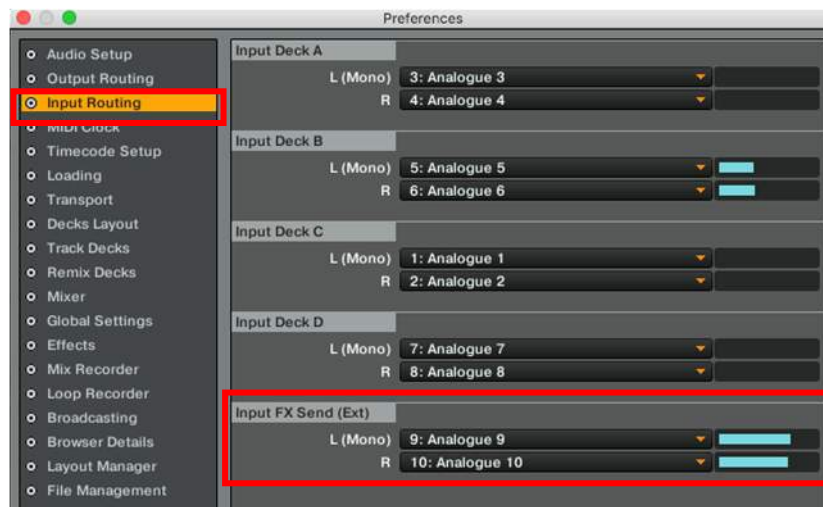 Preferences
Audio Setup
Output Routing
Input Routing
MIDI Clock
Timecode Setup
Loading
Transport
Decks Layout
Track Decks
Remix Decks
Mixer
Global Settings
Effects
Mix Recorder
Loop Recorder
Broadcasting
Browser Details
Layout Manager
File Management
Input Deck A
L (Mono) 3: Analogue 3
R 4: Analogue 4
Input Deck B
L (Mono) 5: Analogue 5
R 6: Analogue 6
Input Deck C
L (Mono) 1: Analogue 1
R 2: Analogue 2
Input Deck D
L (Mono) 7: Analogue 7
R 8: Analogue 8
Input FX Send (Ext)
L (Mono) 9: Analogue 9
R 10: Analogue 10